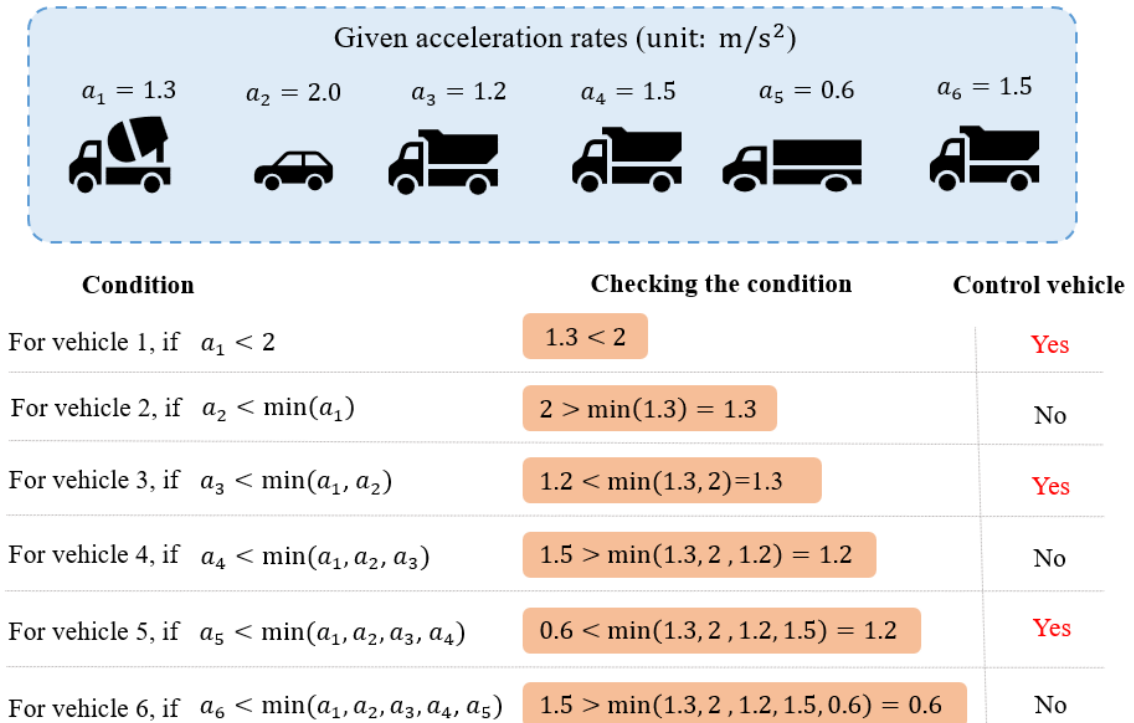 Given acceleration rates (unit: m/s²)
a₁ = 1.3 a₂ = 2.0 a₃ = 1.2 a₄ = 1.5 a₅ = 0.6 a₆ = 1.5
Condition Checking the condition Control vehicle
For vehicle 1, if a₁ < 2 1.3 < 2 Yes
For vehicle 2, if a₂ < min(a₁) 2 > min(1.3) = 1.3 No
For vehicle 3, if a₃ < min(a₁, a₂) 1.2 < min(1.3, 2)=1.3 Yes
For vehicle 4, if a₄ < min(a₁, a₂, a₃) 1.5 > min(1.3, 2 , 1.2) = 1.2 No
For vehicle 5, if a₅ < min(a₁, a₂, a₃, a₄) 0.6 < min(1.3, 2 , 1.2, 1.5) = 1.2 Yes
For vehicle 6, if a₆ < min(a₁, a₂, a₃, a₄, a₅) 1.5 > min(1.3, 2 , 1.2, 1.5, 0.6) = 0.6 No